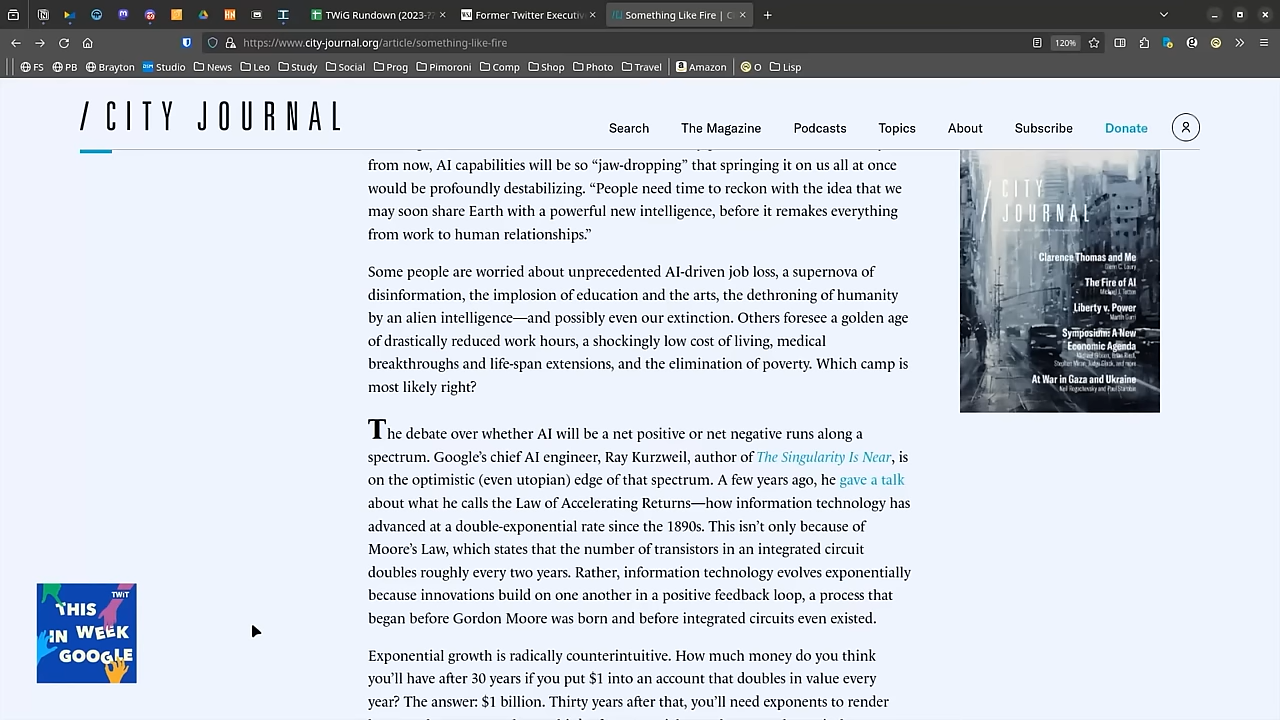 TWiG Rundown (2023-??
Former Twitter Executiv
Something Like Fire | C
https://www.city-journal.org/article/something-like-fire
120%
FS
PB
Brayton
Studio
News
Leo
Study
Social
Prog
Pimoroni
Comp
Shop
Photo
Travel
Amazon
O
Lisp
/ CITY JOURNAL
Search
The Magazine
Podcasts
Topics
About
Subscribe
Donate
from now, AI capabilities will be so “jaw-dropping” that springing it on us all at once
would be profoundly destabilizing. “People need time to reckon with the idea that we
may soon share Earth with a powerful new intelligence, before it remakes everything
from work to human relationships.”
Some people are worried about unprecedented AI-driven job loss, a supernova of
disinformation, the implosion of education and the arts, the dethroning of humanity
by an alien intelligence—and possibly even our extinction. Others foresee a golden age
of drastically reduced work hours, a shockingly low cost of living, medical
breakthroughs and life-span extensions, and the elimination of poverty. Which camp is
most likely right?
The debate over whether AI will be a net positive or net negative runs along a
spectrum. Google’s chief AI engineer, Ray Kurzweil, author of The Singularity Is Near, is
on the optimistic (even utopian) edge of that spectrum. A few years ago, he gave a talk
about what he calls the Law of Accelerating Returns—how information technology has
advanced at a double-exponential rate since the 1890s. This isn’t only because of
Moore’s Law, which states that the number of transistors in an integrated circuit
doubles roughly every two years. Rather, information technology evolves exponentially
because innovations build on one another in a positive feedback loop, a process that
began before Gordon Moore was born and before integrated circuits even existed.
Exponential growth is radically counterintuitive. How much money do you think
you’ll have after 30 years if you put $1 into an account that doubles in value every
year? The answer: $1 billion. Thirty years after that, you’ll need exponents to render
/ CITY
JOURNAL
Clarence Thomas and Me
Glenn C. Loury
The Fire of AI
Michael J. Totten
Liberty v. Power
Martin Gurri
Symposium: A New
Economic Agenda
At War in Gaza and Ukraine
TWiT
THIS
IN WEEK
GOOGLE